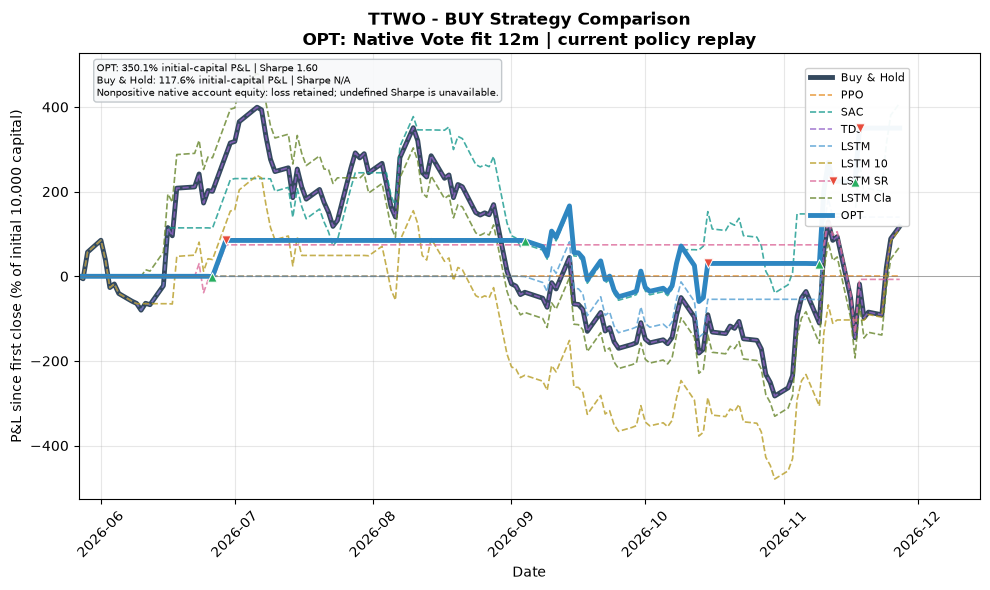 TTWO - BUY Strategy Comparison
OPT: Native Vote fit 12m | current policy replay
OPT: 350.1% initial-capital P&L | Sharpe 1.60
Buy & Hold: 117.6% initial-capital P&L | Sharpe N/A
Nonpositive native account equity: loss retained; undefined Sharpe is unavailable.
Buy & Hold
PPO
SAC
LSTM
LSTM 10
LSTM SR
LSTM Cla
OPT
P&L since first close (% of initial 10,000 capital)
400
200
0
−200
−400
2026-06
2026-07
2026-08
2026-09
2026-10
2026-11
2026-12
Date